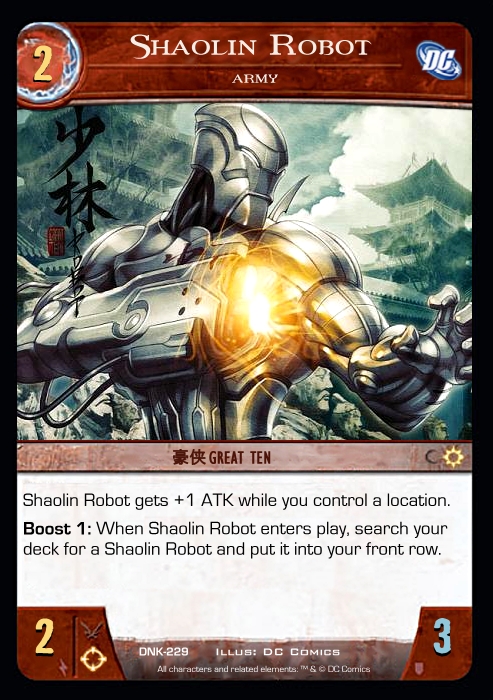 2
SHAOLIN ROBOT
ARMY
DC
少
林
GREAT
TEN
豪侠 GREAT TEN
Shaolin Robot gets +1 ATK while you control a location.
Boost 1: When Shaolin Robot enters play, search your
deck for a Shaolin Robot and put it into your front row.
2
3
DNK-229 ILLUS: DC COMICS
All characters and related elements: ™ & © DC Comics